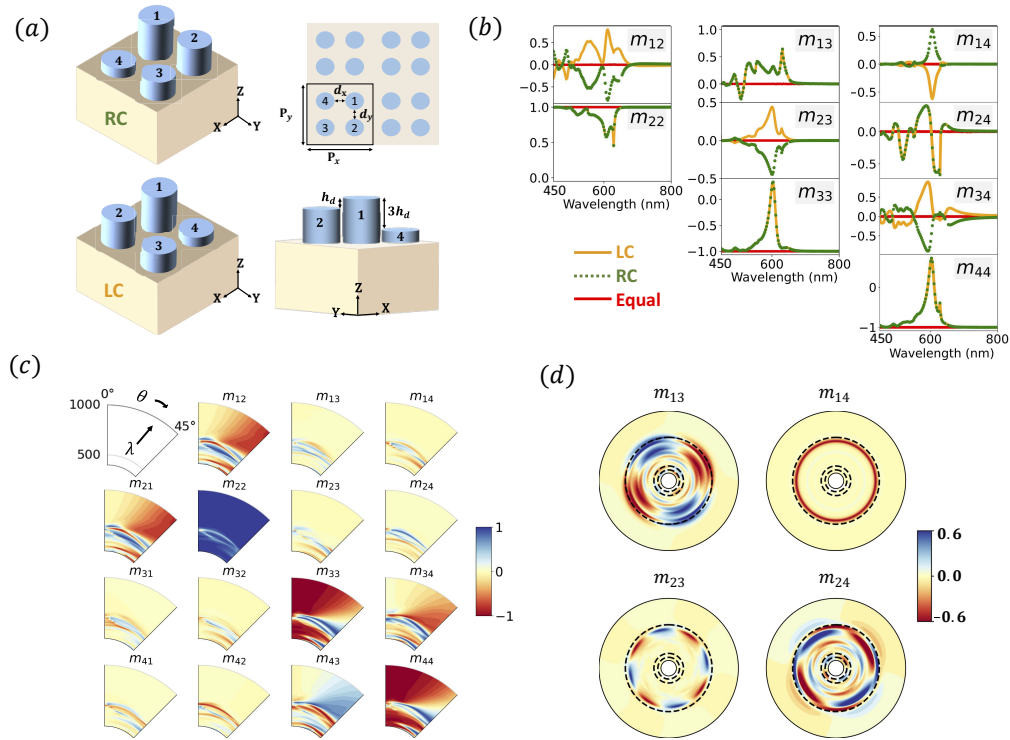 (a)
1
2
4
3
RC
Z
X
Y
4
d_x
1
P_y
d_y
3
2
P_x
1
2
4
3
LC
Z
X
Y
h_d
1
3h_d
2
4
Z
Y
X
(b)
0.5
0.0
−0.5
m_12
1.0
0.5
0.0
m_22
450
600
800
Wavelength (nm)
0.5
0.0
−0.5
m_13
0.5
0.0
−0.5
m_23
0.5
0.0
−0.5
−1.0
m_33
450
600
800
Wavelength (nm)
0.5
0.0
−0.5
m_14
0.5
0.0
−0.5
m_24
0.5
0.0
−0.5
m_34
0
−1
m_44
450
600
800
Wavelength (nm)
LC
RC
Equal
(c)
0°
θ
1000
45°
500
λ
m_12
m_13
m_14
m_21
m_22
m_23
m_24
m_31
m_32
m_33
m_34
m_41
m_42
m_43
m_44
1
0
−1
(d)
m_13
m_14
m_23
m_24
0.6
0.0
−0.6